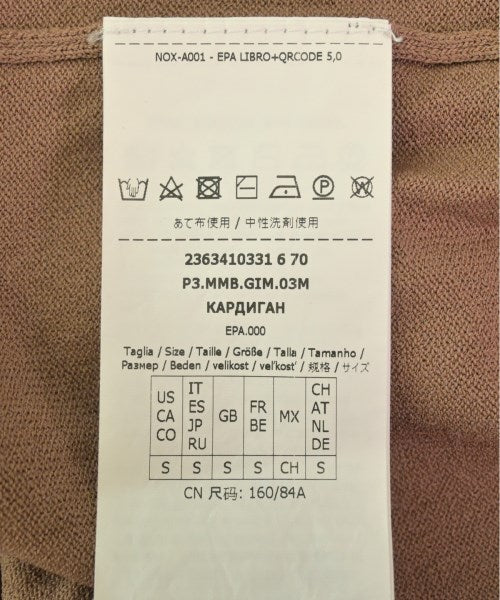 NOX-A001 - EPA LIBRO+QRCODE 5,0
あて布使用 / 中性洗剤使用
2363410331 6 70
P3.MMB.GIM.03M
КАРДИГАН
EPA.000
Taglia / Size / Taille / Größe / Talla / Tamanho /
Размер / Beden / velikost / veľkosť / 规格 / サイズ
US CA CO | IT ES JP RU | GB | FR BE | MX | CH AT NL DE
S | S | S | S | CH | S
CN 尺码: 160/84A